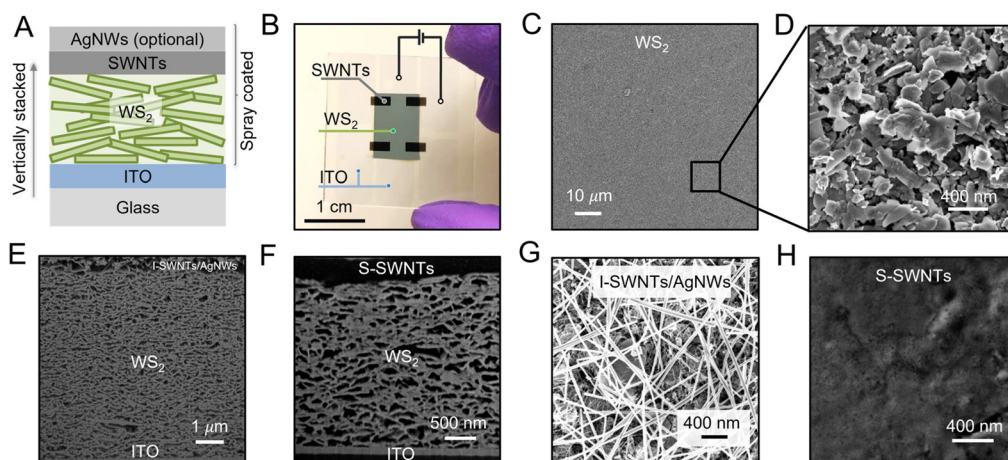 A
AgNWs (optional)
SWNTs
WS2
ITO
Glass
Vertically stacked
Spray coated
B
SWNTs
WS2
ITO
1 cm
C
WS2
10 μm
D
400 nm
E
I-SWNTs/AgNWs
WS2
1 μm
ITO
F
S-SWNTs
WS2
500 nm
ITO
G
I-SWNTs/AgNWs
400 nm
H
S-SWNTs
400 nm